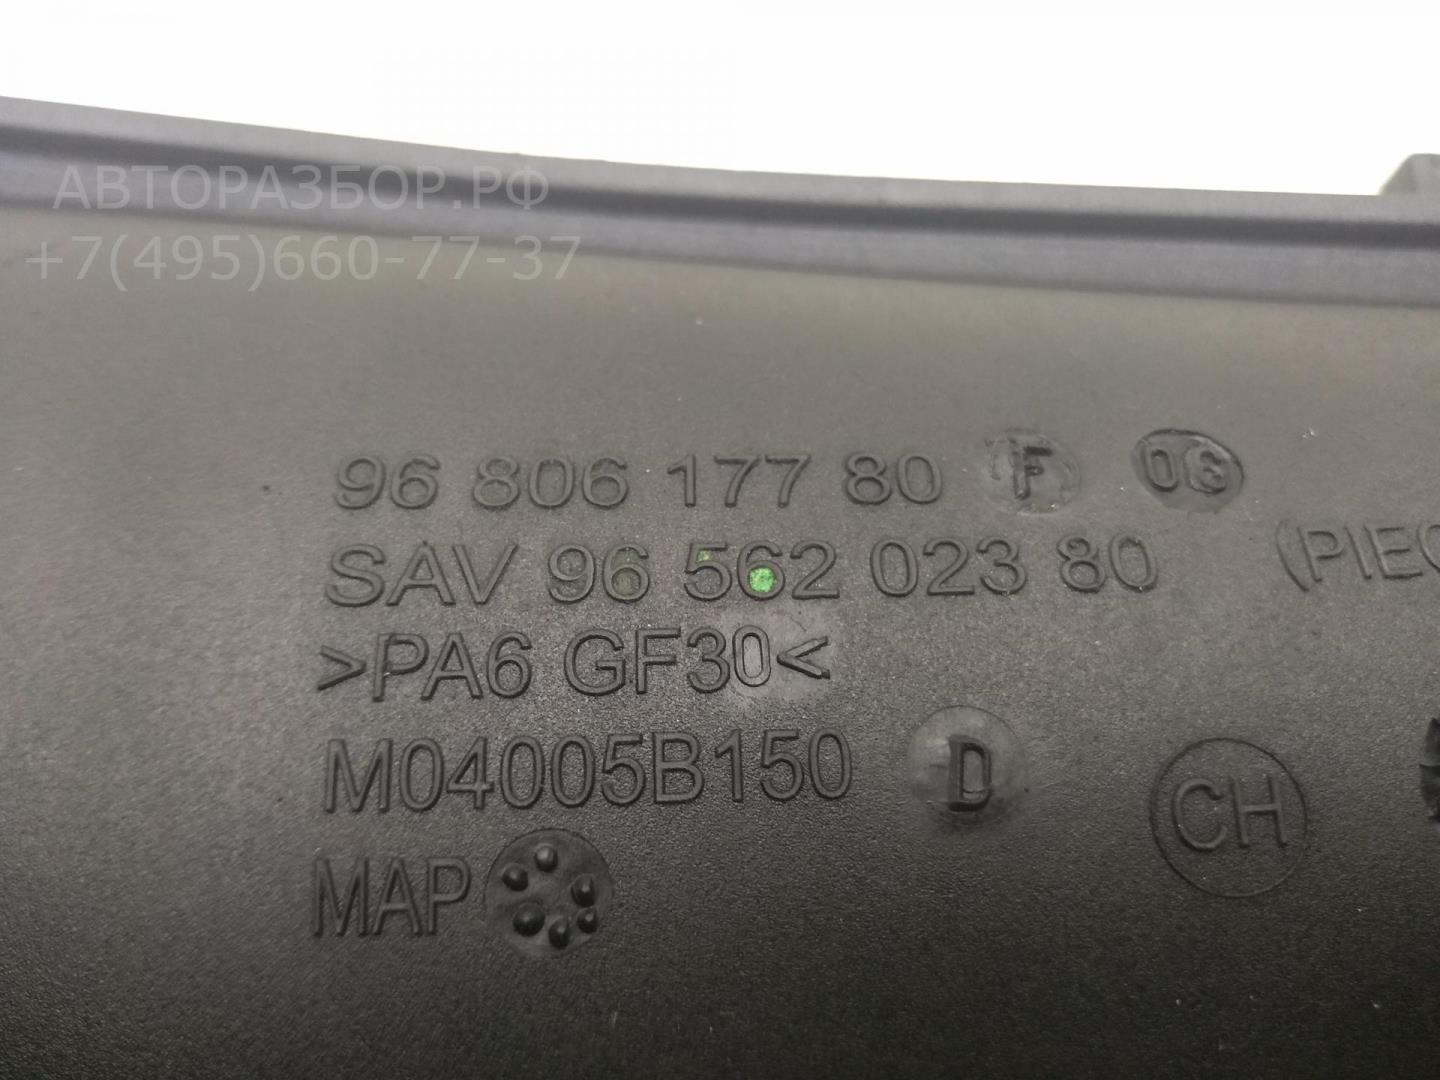 АВТОРАЗБОР.РФ
+7(495)660-77-37
96 806 177 80 F 06
SAV 96 562 023 80 (PIEC
>PA6 GF30<
M04005B150 D CH
MAP